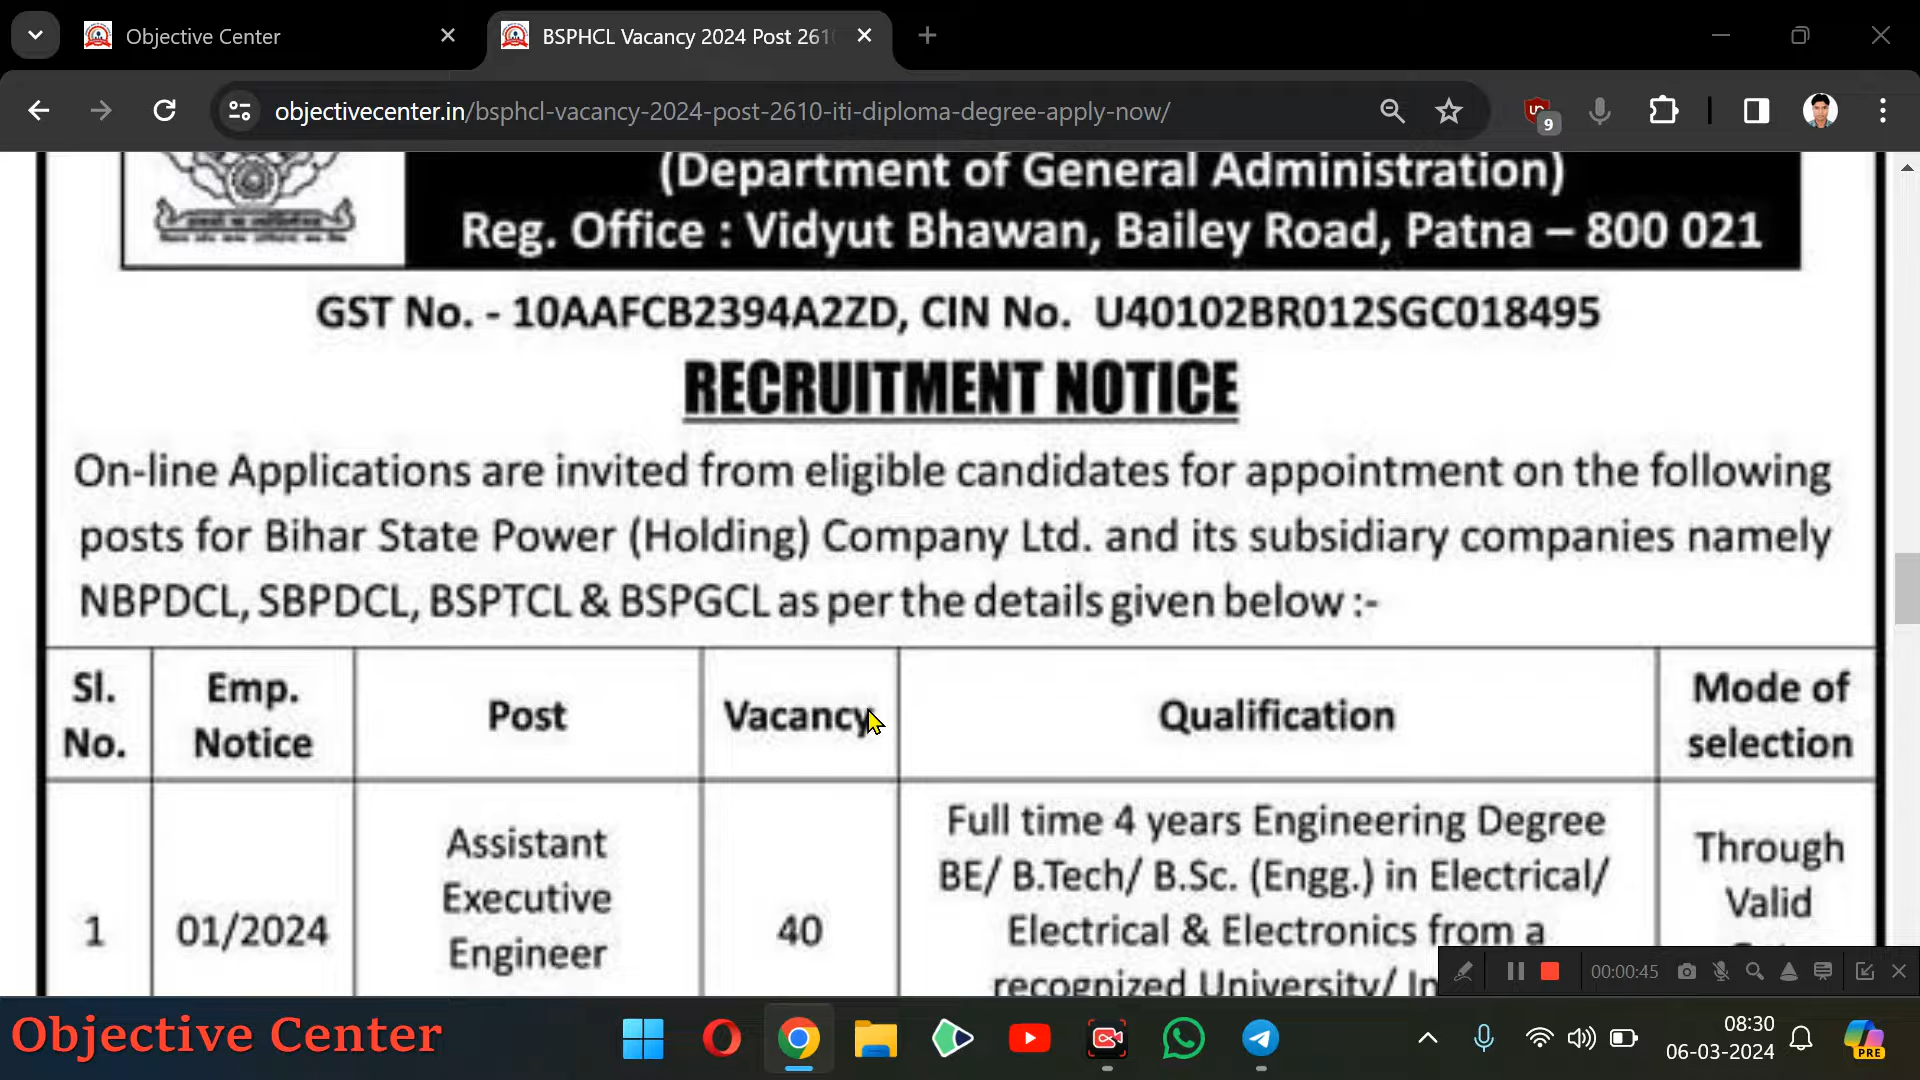 Objective Center
BSPHCL Vacancy 2024 Post 2610
objectivecenter.in/bsphcl-vacancy-2024-post-2610-iti-diploma-degree-apply-now/
9
(Department of General Administration)
Reg. Office : Vidyut Bhawan, Bailey Road, Patna – 800 021
GST No. - 10AAFCB2394A2ZD, CIN No. U40102BR012SGC018495
RECRUITMENT NOTICE
On-line Applications are invited from eligible candidates for appointment on the following
posts for Bihar State Power (Holding) Company Ltd. and its subsidiary companies namely
NBPDCL, SBPDCL, BSPTCL & BSPGCL as per the details given below :-
Sl. No.
Emp. Notice
Post
Vacancy
Qualification
Mode of selection
1
01/2024
Assistant
Executive
Engineer
40
Full time 4 years Engineering Degree
BE/ B.Tech/ B.Sc. (Engg.) in Electrical/
Electrical & Electronics from a
recognized University/
Through
Valid
00:00:45
Objective Center
08:30
06-03-2024
PRE